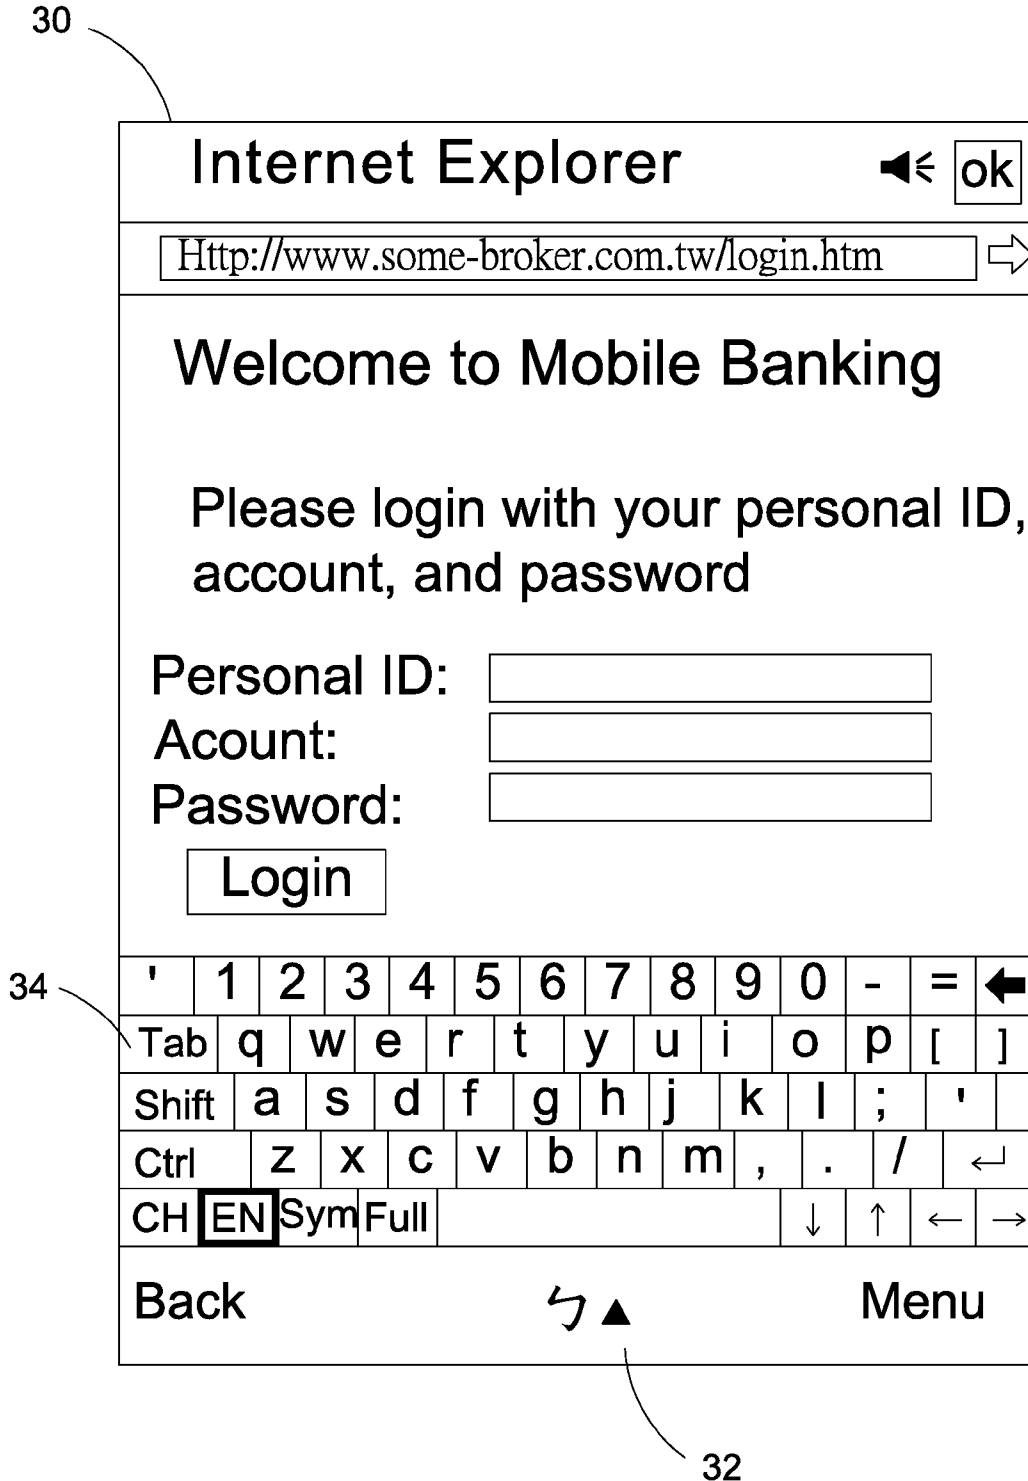 30
Internet Explorer ok
Http://www.some-broker.com.tw/login.htm
Welcome to Mobile Banking
Please login with your personal ID,
account, and password
Personal ID:
Acount:
Password:
Login
34
' 1 2 3 4 5 6 7 8 9 0 - = ←
Tab q w e r t y u i o p [ ]
Shift a s d f g h j k l ; '
Ctrl z x c v b n m , . / ↵
CH EN Sym Full ↓ ↑ ← →
Back ㄅ▲ Menu
32